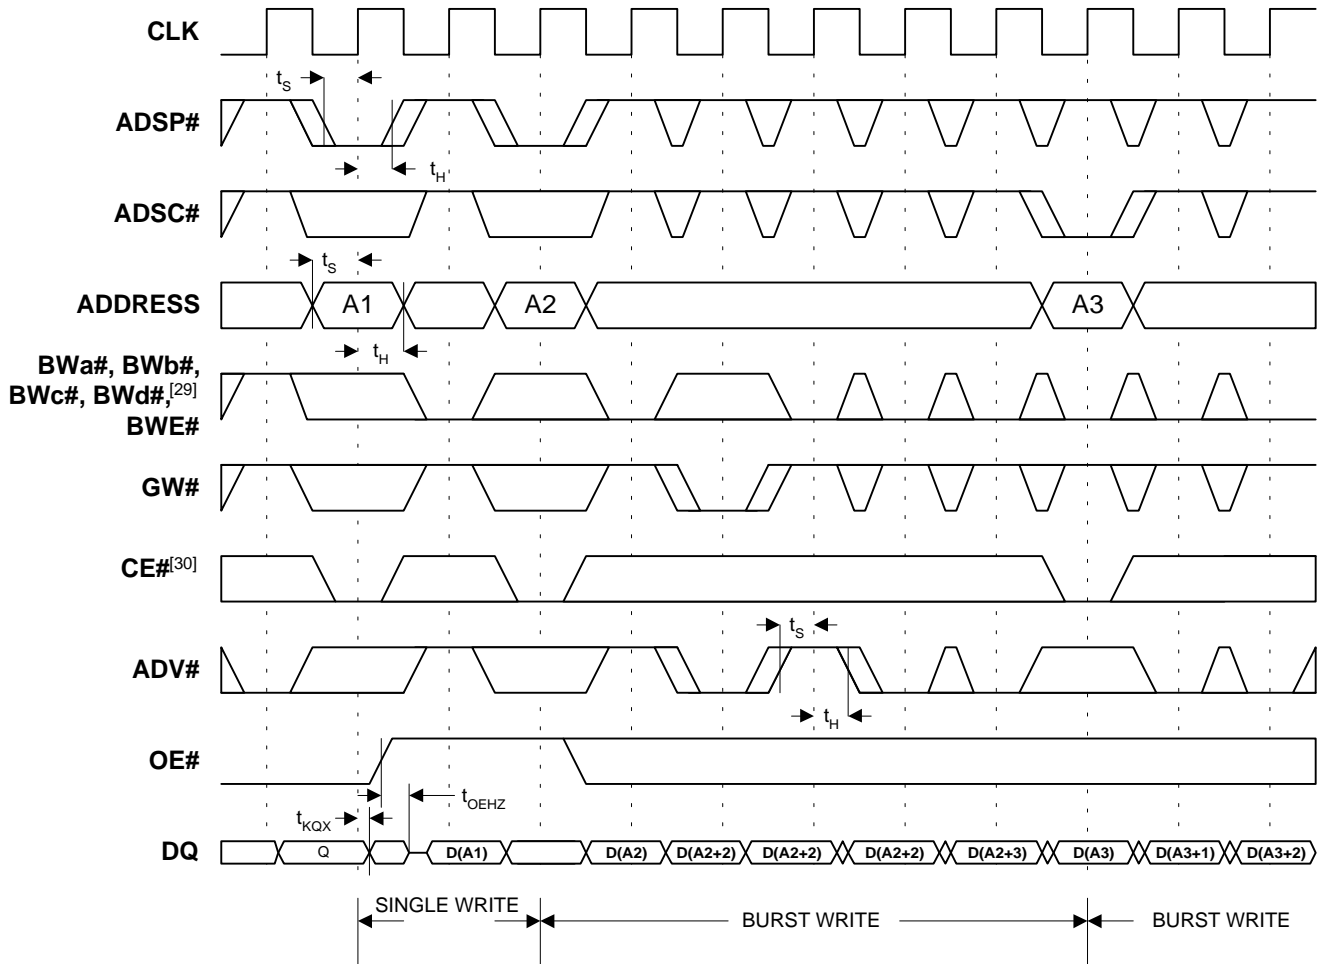 CLK
tS
ADSP#
tH
ADSC#
tS
ADDRESS A1 A2 A3
tH
BWa#, BWb#,
BWc#, BWd#,[29]
BWE#
GW#
CE#[30]
tS
ADV#
tH
OE#
tOEHZ
tKQX
DQ Q D(A1) D(A2) D(A2+2) D(A2+2) D(A2+2) D(A2+3) D(A3) D(A3+1) D(A3+2)
SINGLE WRITE BURST WRITE BURST WRITE